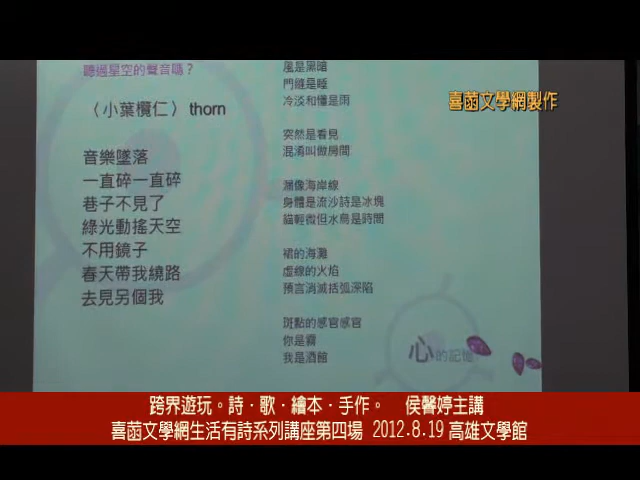 聽過星空的聲音嗎？
〈小葉欖仁〉thorn
音樂墜落
一直碎一直碎
巷子不見了
綠光動搖天空
不用鏡子
春天帶我繞路
去見另個我
風是黑暗
門縫是睡
冷淡和懂是雨
突然是看見
混淆叫做房間
漏像海岸線
身體是流沙詩是冰塊
貓輕微但水鳥是時間
裙的海灘
虛線的火焰
預言消滅括弧深陷
斑點的感官感官
你是霧
我是酒館
心的記憶
喜菡文學網製作
跨界遊玩。詩．歌．繪本．手作。 侯馨婷主講
喜菡文學網生活有詩系列講座第四場 2012.8.19 高雄文學館